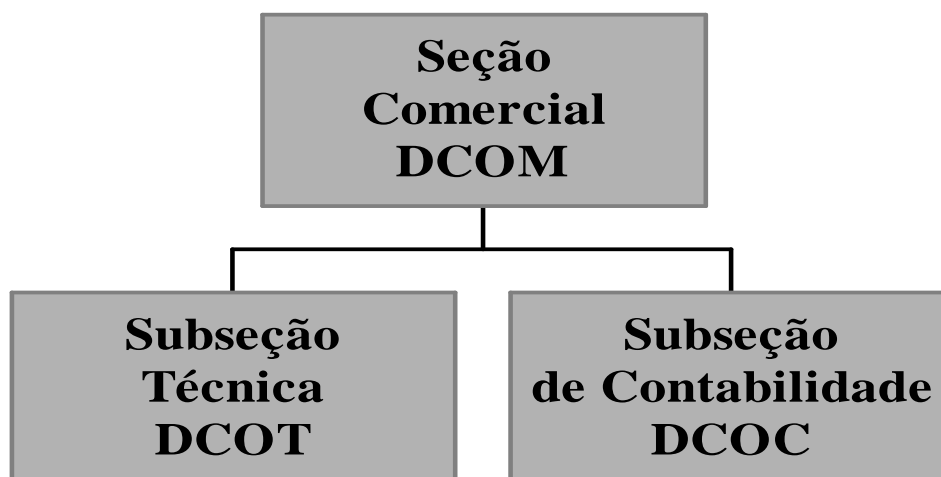 Seção
Comercial
DCOM
Subseção
Técnica
DCOT
Subseção
de Contabilidade
DCOC